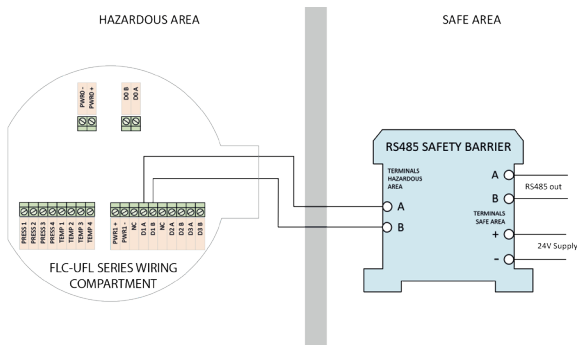 HAZARDOUS AREA
SAFE AREA
PWR0 -
PWR0 +
D0 B
D0 A
RS485 SAFETY BARRIER
TERMINALS
HAZARDOUS
AREA
A
B
A
B
RS485 out
TERMINALS
SAFE AREA
+
-
24V Supply
PRESS 1
PRESS 2
PRESS 3
PRESS 4
TEMP 1
TEMP 2
TEMP 3
TEMP 4
PWR1 +
PWR1 -
NC
D1 A
D1 B
NC
D2 A
D2 B
D3 A
D3 B
FLC-UFL SERIES WIRING
COMPARTMENT